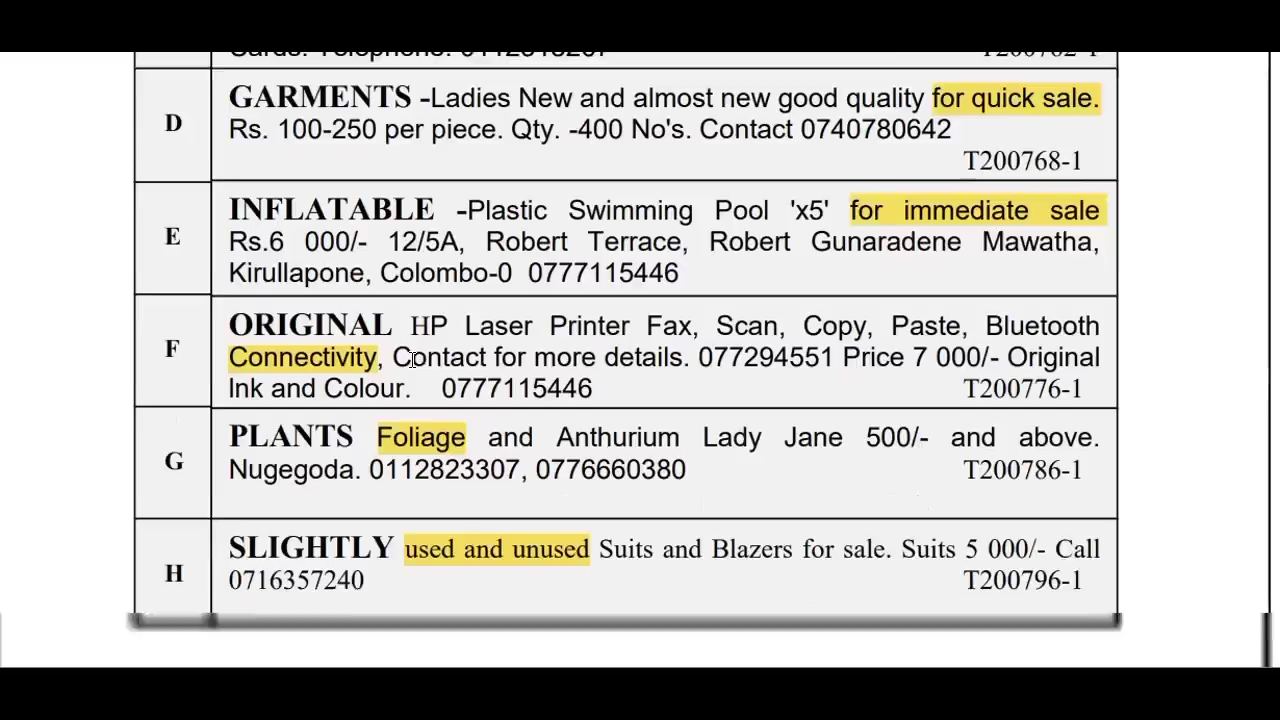 D
GARMENTS -Ladies New and almost new good quality for quick sale.
Rs. 100-250 per piece. Qty. -400 No's. Contact 0740780642
T200768-1
E
INFLATABLE -Plastic Swimming Pool 'x5' for immediate sale
Rs.6 000/- 12/5A, Robert Terrace, Robert Gunaradene Mawatha,
Kirullapone, Colombo-0 0777115446
F
ORIGINAL HP Laser Printer Fax, Scan, Copy, Paste, Bluetooth
Connectivity, Contact for more details. 077294551 Price 7 000/- Original
Ink and Colour. 0777115446 T200776-1
G
PLANTS Foliage and Anthurium Lady Jane 500/- and above.
Nugegoda. 0112823307, 0776660380 T200786-1
H
SLIGHTLY used and unused Suits and Blazers for sale. Suits 5 000/- Call
0716357240 T200796-1